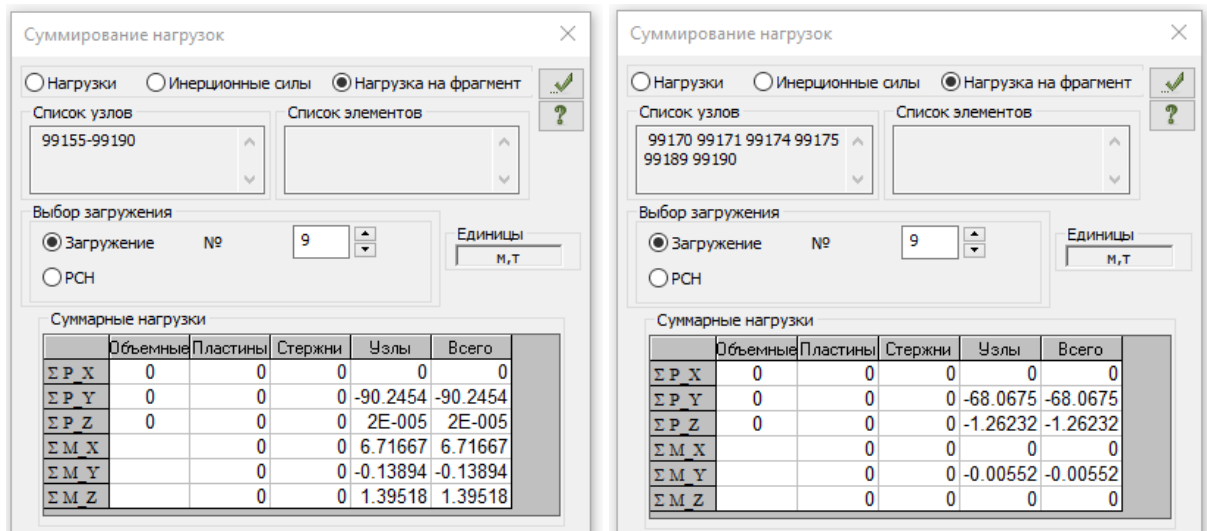 Суммирование нагрузок
Нагрузки Инерционные силы Нагрузка на фрагмент
Список узлов Список элементов
99155-99190
Выбор загружения
Загружение № 9
Единицы
м,т
РСН
Суммарные нагрузки
Объемные Пластины Стержни Узлы Всего
Σ P_X 0 0 0 0 0
Σ P_Y 0 0 0 -90.2454 -90.2454
Σ P_Z 0 0 0 2E-005 2E-005
Σ M_X 0 0 6.71667 6.71667
Σ M_Y 0 0 -0.13894 -0.13894
Σ M_Z 0 0 1.39518 1.39518
Суммирование нагрузок
Нагрузки Инерционные силы Нагрузка на фрагмент
Список узлов Список элементов
99170 99171 99174 99175
99189 99190
Выбор загружения
Загружение № 9
Единицы
м,т
РСН
Суммарные нагрузки
Объемные Пластины Стержни Узлы Всего
Σ P_X 0 0 0 0 0
Σ P_Y 0 0 0 -68.0675 -68.0675
Σ P_Z 0 0 0 -1.26232 -1.26232
Σ M_X 0 0 0 0
Σ M_Y 0 0 -0.00552 -0.00552
Σ M_Z 0 0 0 0